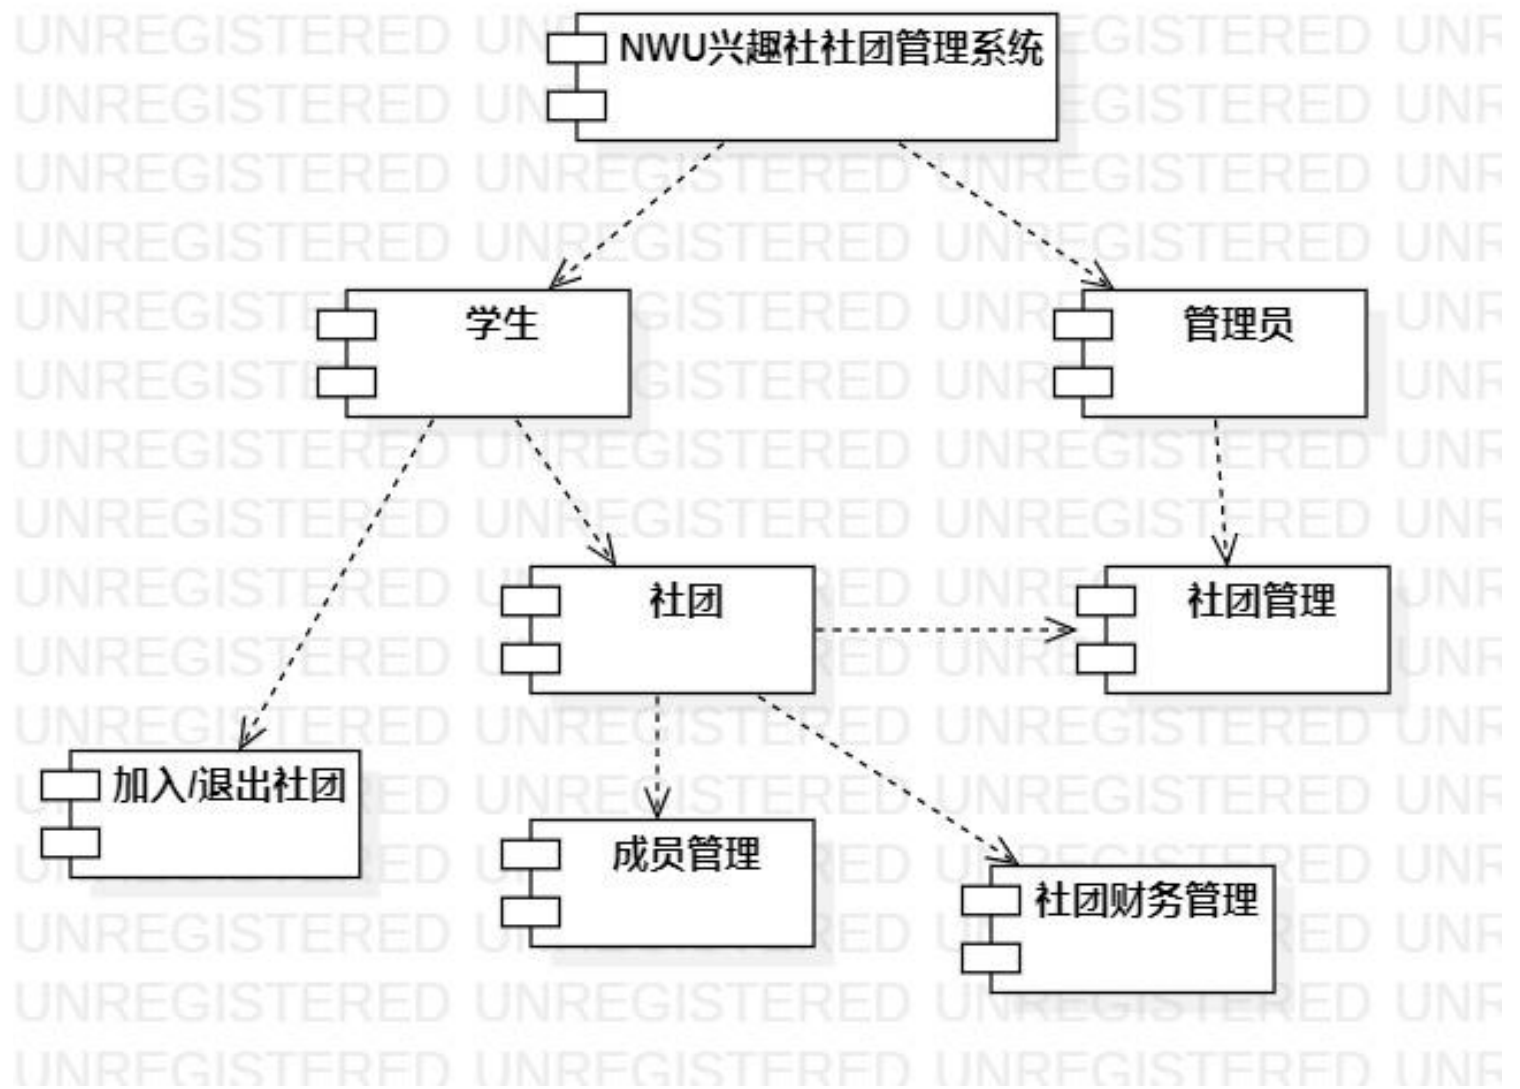 NWU兴趣社社团管理系统
学生
管理员
社团
社团管理
加入/退出社团
成员管理
社团财务管理
UNREGISTERED